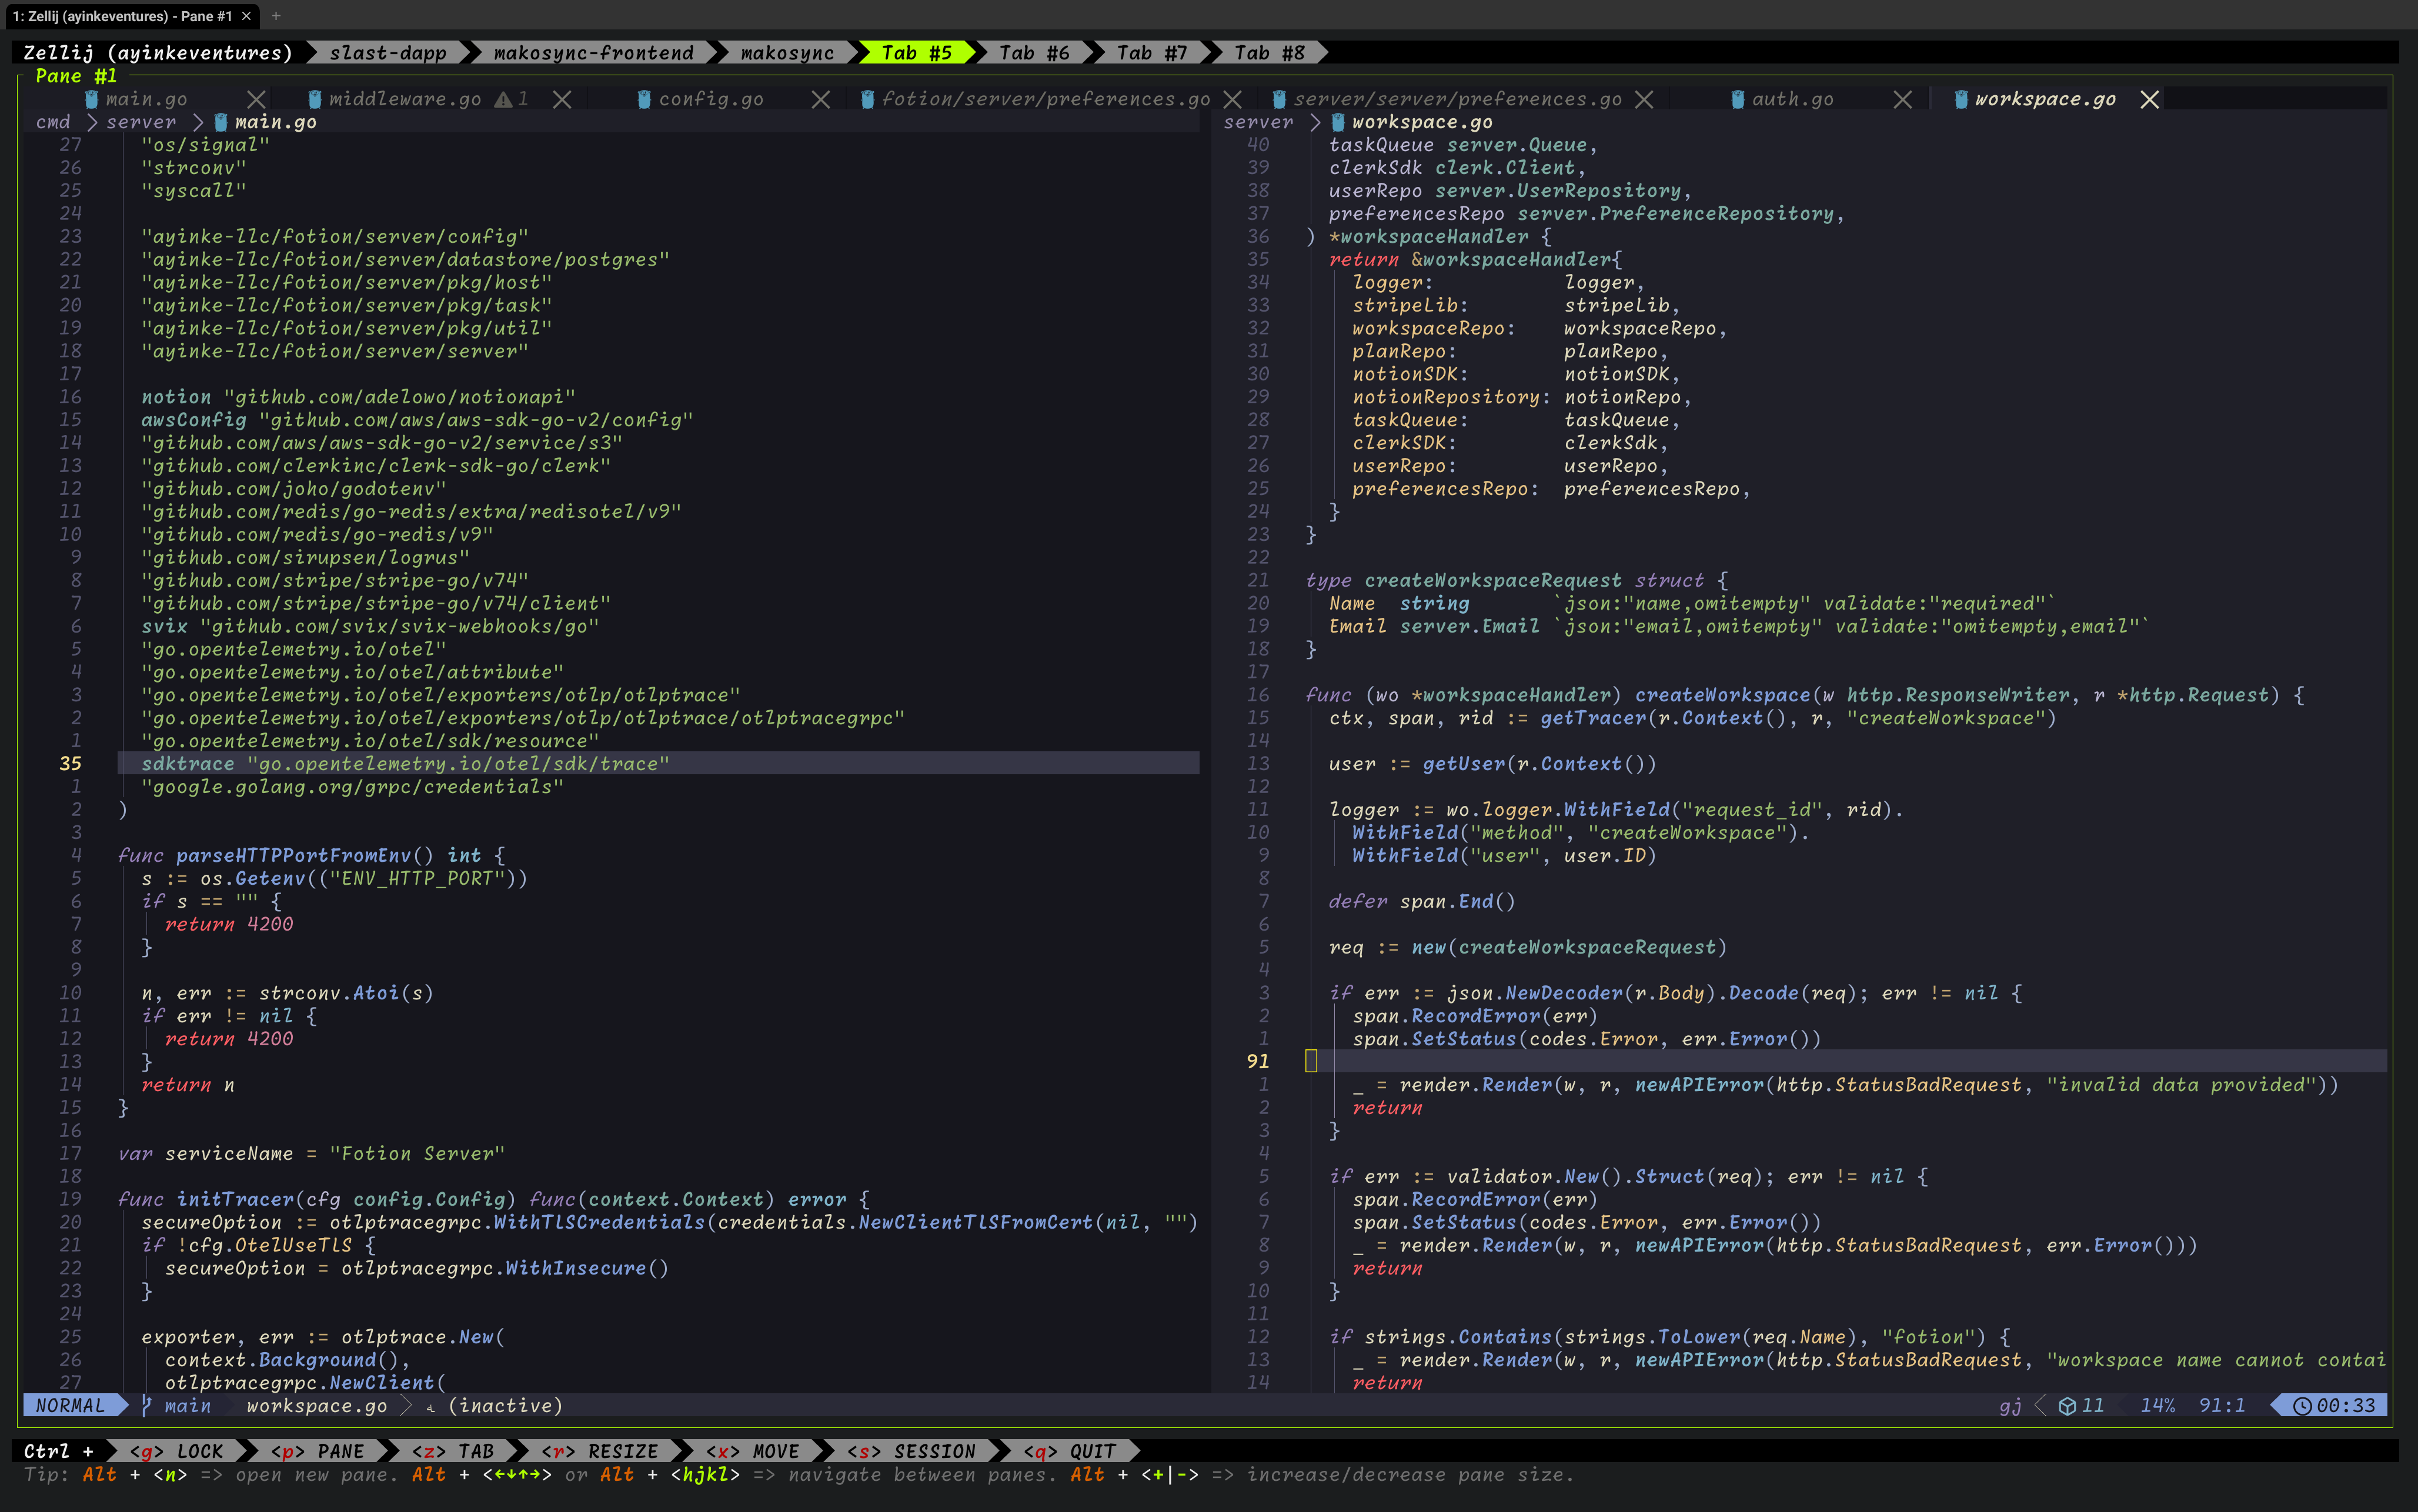 1: Zellij (ayinkeventures) - Pane #1 × +
Zellij (ayinkeventures) slast-dapp makosync-frontend makosync Tab #5 Tab #6 Tab #7 Tab #8
Pane #1
main.go middleware.go 1 config.go fotion/server/preferences.go server/server/preferences.go auth.go workspace.go
cmd > server > main.go
27 "os/signal"
26 "strconv"
25 "syscall"
24
23 "ayinke-llc/fotion/server/config"
22 "ayinke-llc/fotion/server/datastore/postgres"
21 "ayinke-llc/fotion/server/pkg/host"
20 "ayinke-llc/fotion/server/pkg/task"
19 "ayinke-llc/fotion/server/pkg/util"
18 "ayinke-llc/fotion/server/server"
17
16 notion "github.com/adelowo/notionapi"
15 awsConfig "github.com/aws/aws-sdk-go-v2/config"
14 "github.com/aws/aws-sdk-go-v2/service/s3"
13 "github.com/clerkinc/clerk-sdk-go/clerk"
12 "github.com/joho/godotenv"
11 "github.com/redis/go-redis/extra/redisotel/v9"
10 "github.com/redis/go-redis/v9"
9 "github.com/sirupsen/logrus"
8 "github.com/stripe/stripe-go/v74"
7 "github.com/stripe/stripe-go/v74/client"
6 svix "github.com/svix/svix-webhooks/go"
5 "go.opentelemetry.io/otel"
4 "go.opentelemetry.io/otel/attribute"
3 "go.opentelemetry.io/otel/exporters/otlp/otlptrace"
2 "go.opentelemetry.io/otel/exporters/otlp/otlptrace/otlptracegrpc"
1 "go.opentelemetry.io/otel/sdk/resource"
35 sdktrace "go.opentelemetry.io/otel/sdk/trace"
1 "google.golang.org/grpc/credentials"
2 )
3
4 func parseHTTPPortFromEnv() int {
5 s := os.Getenv(("ENV_HTTP_PORT"))
6 if s == "" {
7 return 4200
8 }
9
10 n, err := strconv.Atoi(s)
11 if err != nil {
12 return 4200
13 }
14 return n
15 }
16
17 var serviceName = "Fotion Server"
18
19 func initTracer(cfg config.Config) func(context.Context) error {
20 secureOption := otlptracegrpc.WithTLSCredentials(credentials.NewClientTLSFromCert(nil, "")
21 if !cfg.OtelUseTLS {
22 secureOption = otlptracegrpc.WithInsecure()
23 }
24
25 exporter, err := otlptrace.New(
26 context.Background(),
27 otlptracegrpc.NewClient(
server > workspace.go
40 taskQueue server.Queue,
39 clerkSdk clerk.Client,
38 userRepo server.UserRepository,
37 preferencesRepo server.PreferenceRepository,
36 ) *workspaceHandler {
35 return &workspaceHandler{
34 logger: logger,
33 stripeLib: stripeLib,
32 workspaceRepo: workspaceRepo,
31 planRepo: planRepo,
30 notionSDK: notionSDK,
29 notionRepository: notionRepo,
28 taskQueue: taskQueue,
27 clerkSDK: clerkSdk,
26 userRepo: userRepo,
25 preferencesRepo: preferencesRepo,
24 }
23 }
22
21 type createWorkspaceRequest struct {
20 Name string `json:"name,omitempty" validate:"required"`
19 Email server.Email `json:"email,omitempty" validate:"omitempty,email"`
18 }
17
16 func (wo *workspaceHandler) createWorkspace(w http.ResponseWriter, r *http.Request) {
15 ctx, span, rid := getTracer(r.Context(), r, "createWorkspace")
14
13 user := getUser(r.Context())
12
11 logger := wo.logger.WithField("request_id", rid).
10 WithField("method", "createWorkspace").
9 WithField("user", user.ID)
8
7 defer span.End()
6
5 req := new(createWorkspaceRequest)
4
3 if err := json.NewDecoder(r.Body).Decode(req); err != nil {
2 span.RecordError(err)
1 span.SetStatus(codes.Error, err.Error())
91
1 _ = render.Render(w, r, newAPIError(http.StatusBadRequest, "invalid data provided"))
2 return
3 }
4
5 if err := validator.New().Struct(req); err != nil {
6 span.RecordError(err)
7 span.SetStatus(codes.Error, err.Error())
8 _ = render.Render(w, r, newAPIError(http.StatusBadRequest, err.Error()))
9 return
10 }
11
12 if strings.Contains(strings.ToLower(req.Name), "fotion") {
13 _ = render.Render(w, r, newAPIError(http.StatusBadRequest, "workspace name cannot contai
14 return
NORMAL main workspace.go > (inactive) gj < 11 14% 91:1 00:33
Ctrl + <g> LOCK <p> PANE <z> TAB <r> RESIZE <x> MOVE <s> SESSION <q> QUIT
Tip: Alt + <n> => open new pane. Alt + <←↓↑→> or Alt + <hjkl> => navigate between panes. Alt + <+|-> => increase/decrease pane size.